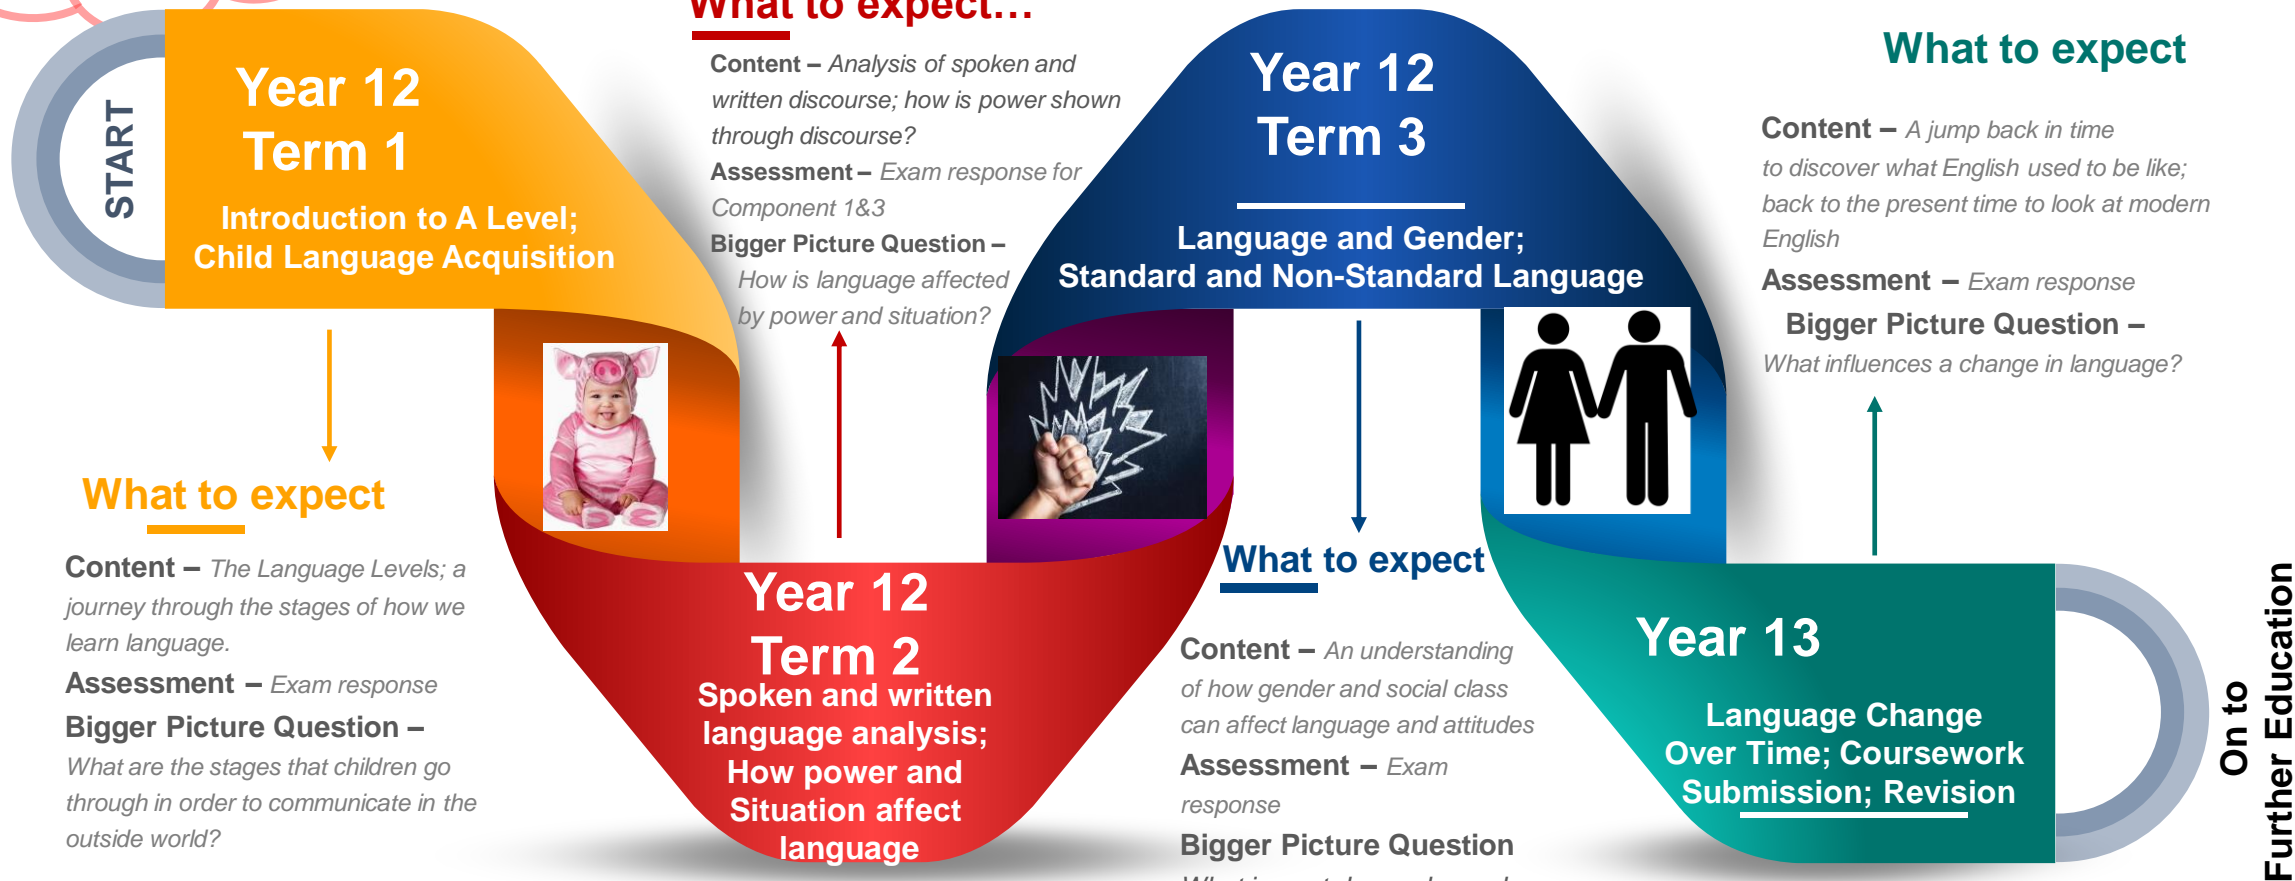 START
Year 12
Term 1
Introduction to A Level;
Child Language Acquisition
What to expect
Content – The Language Levels; a
journey through the stages of how we
learn language.
Assessment – Exam response
Bigger Picture Question –
What are the stages that children go
through in order to communicate in the
outside world?
What to expect...
Content – Analysis of spoken and
written discourse; how is power shown
through discourse?
Assessment – Exam response for
Component 1&3
Bigger Picture Question –
How is language affected
by power and situation?
Year 12
Term 2
Spoken and written
language analysis;
How power and
Situation affect
language
Year 12
Term 3
Language and Gender;
Standard and Non-Standard Language
What to expect
Content – An understanding
of how gender and social class
can affect language and attitudes
Assessment – Exam
response
Bigger Picture Question
What to expect
Content – A jump back in time
to discover what English used to be like;
back to the present time to look at modern
English
Assessment – Exam response
Bigger Picture Question –
What influences a change in language?
Year 13
Language Change
Over Time; Coursework
Submission; Revision
On to
Further Education